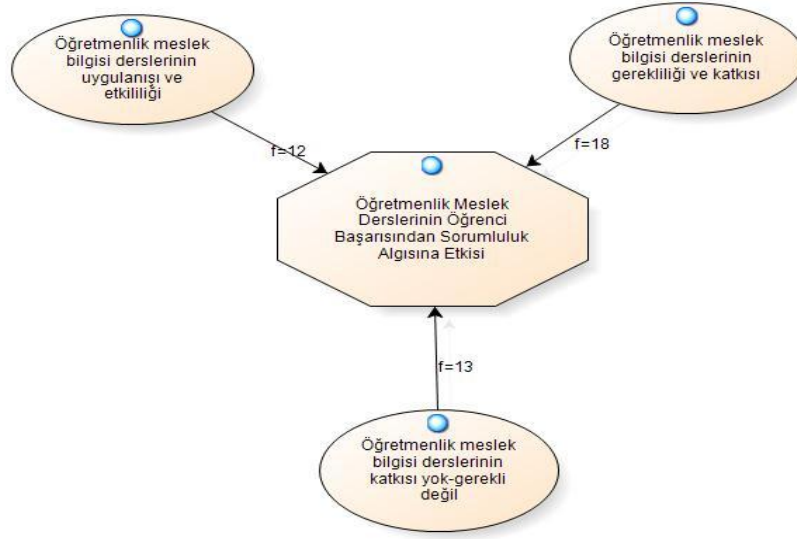 Öğretmenlik meslek
bilgisi derslerinin
uygulanışı ve
etkililiği
Öğretmenlik meslek
bilgisi derslerinin
gerekliliği ve katkısı
f=12
f=18
Öğretmenlik Meslek
Derslerinin Öğrenci
Başarısından Sorumluluk
Algısına Etkisi
f=13
Öğretmenlik meslek
bilgisi derslerinin
katkısı yok-gerekli
değil